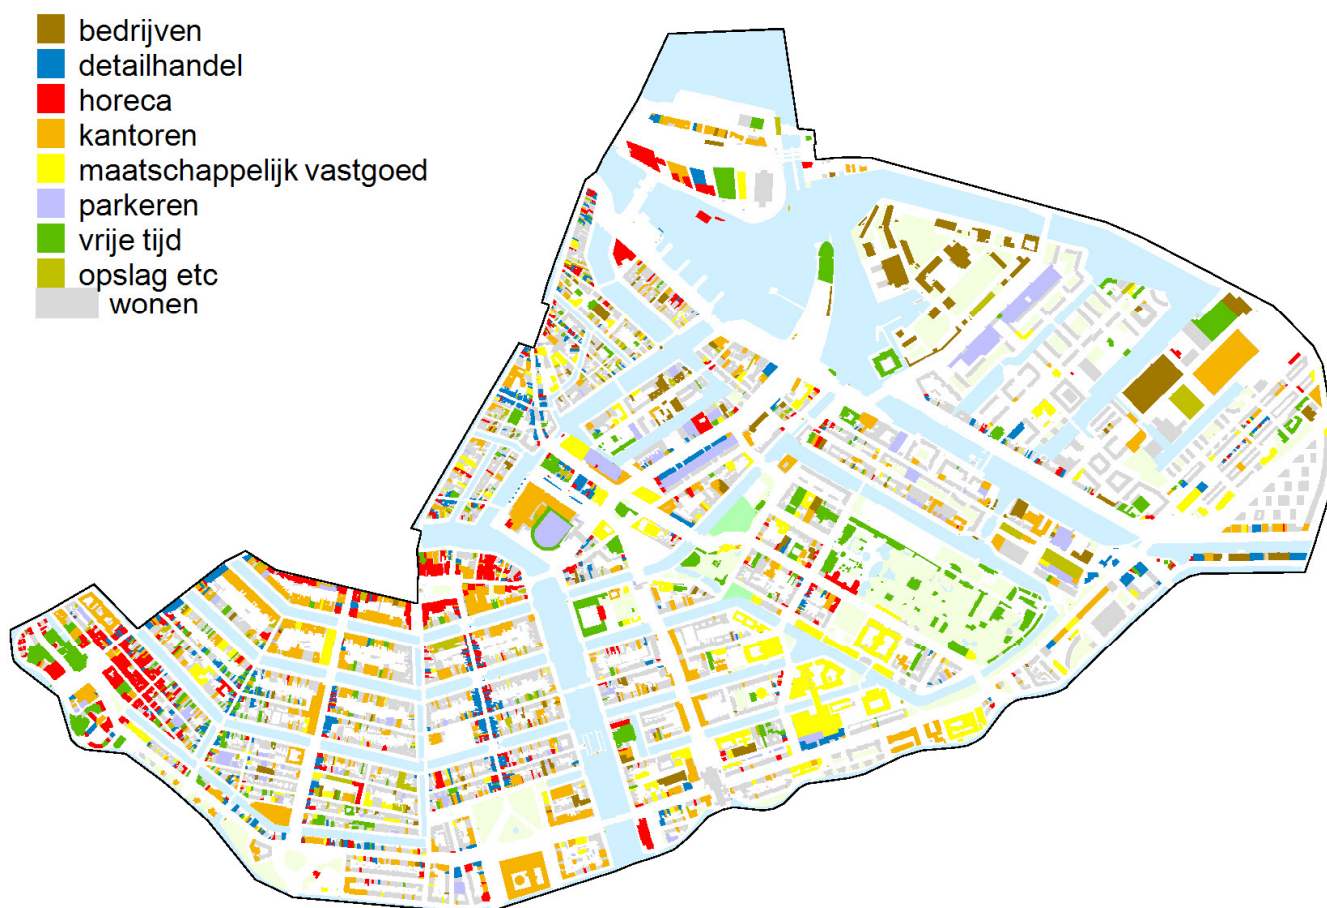 bedrijven
detailhandel
horeca
kantoren
maatschappelijk vastgoed
parkeren
vrije tijd
opslag etc
wonen